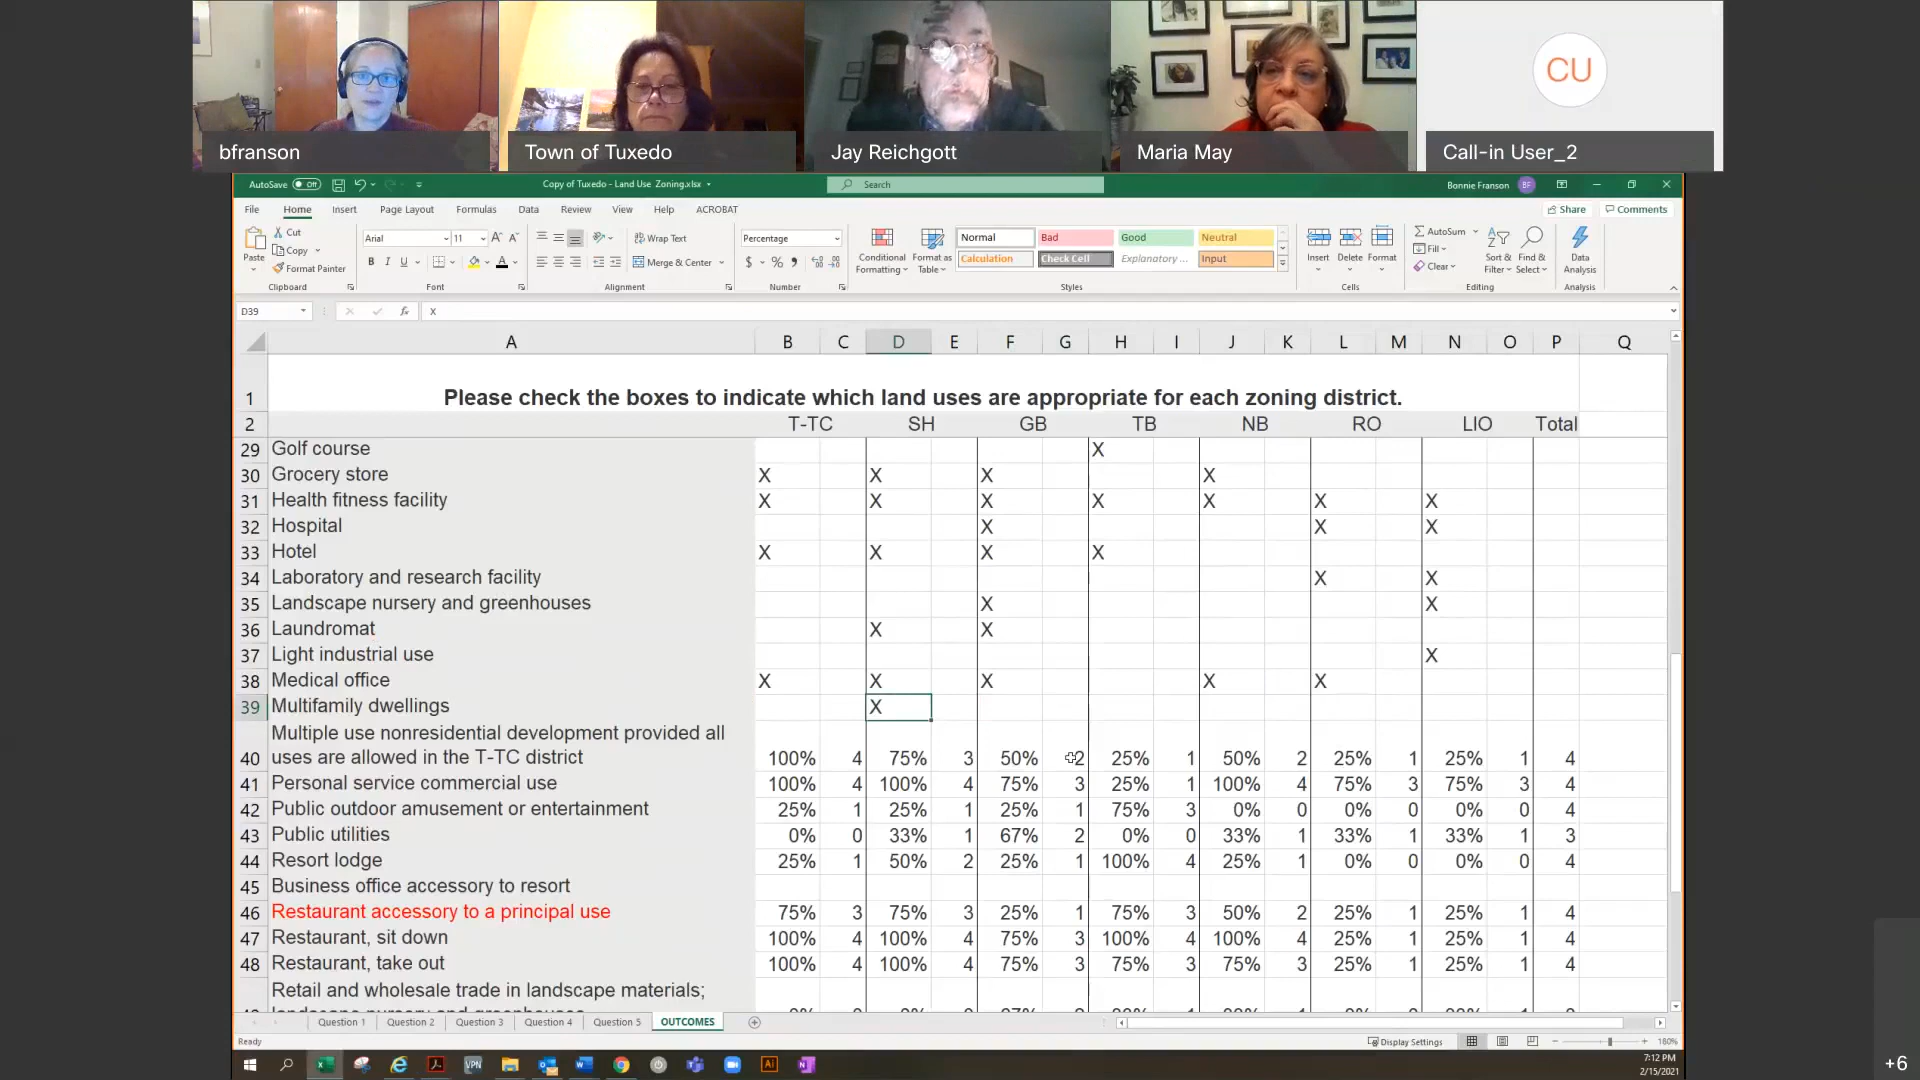 bfranson
Town of Tuxedo
Jay Reichgott
Maria May
CU
Call-in User_2
AutoSave Off
Copy of Tuxedo - Land Use Zoning.xlsx
Search
Bonnie Franson BF
File Home Insert Page Layout Formulas Data Review View Help ACROBAT
Share Comments
Paste Cut Copy Format Painter
Clipboard
Arial 11
B I U
Font
Wrap Text
Merge & Center
Alignment
Percentage
$ % ,
Number
Conditional Formatting Format as Table
Normal Bad Good Neutral
Calculation Check Cell Explanatory ... Input
Styles
Insert Delete Format
Cells
AutoSum Fill Clear
Sort & Filter Find & Select
Editing
Data Analysis
Analysis
D39 fx X
A B C D E F G H I J K L M N O P Q
1 Please check the boxes to indicate which land uses are appropriate for each zoning district.
2 T-TC SH GB TB NB RO LIO Total
29 Golf course X
30 Grocery store X X X X
31 Health fitness facility X X X X X X X
32 Hospital X X X
33 Hotel X X X X
34 Laboratory and research facility X X
35 Landscape nursery and greenhouses X X
36 Laundromat X X
37 Light industrial use X
38 Medical office X X X X X
39 Multifamily dwellings X
Multiple use nonresidential development provided all
40 uses are allowed in the T-TC district 100% 4 75% 3 50% 2 25% 1 50% 2 25% 1 25% 1 4
41 Personal service commercial use 100% 4 100% 4 75% 3 25% 1 100% 4 75% 3 75% 3 4
42 Public outdoor amusement or entertainment 25% 1 25% 1 25% 1 75% 3 0% 0 0% 0 0% 0 4
43 Public utilities 0% 0 33% 1 67% 2 0% 0 33% 1 33% 1 33% 1 3
44 Resort lodge 25% 1 50% 2 25% 1 100% 4 25% 1 0% 0 0% 0 4
45 Business office accessory to resort
46 Restaurant accessory to a principal use 75% 3 75% 3 25% 1 75% 3 50% 2 25% 1 25% 1 4
47 Restaurant, sit down 100% 4 100% 4 75% 3 100% 4 100% 4 25% 1 25% 1 4
48 Restaurant, take out 100% 4 100% 4 75% 3 75% 3 75% 3 25% 1 25% 1 4
Retail and wholesale trade in landscape materials;
Question 1 Question 2 Question 3 Question 4 Question 5 OUTCOMES
Ready
Display Settings
180%
VPN
7:12 PM
2/15/2021
+6